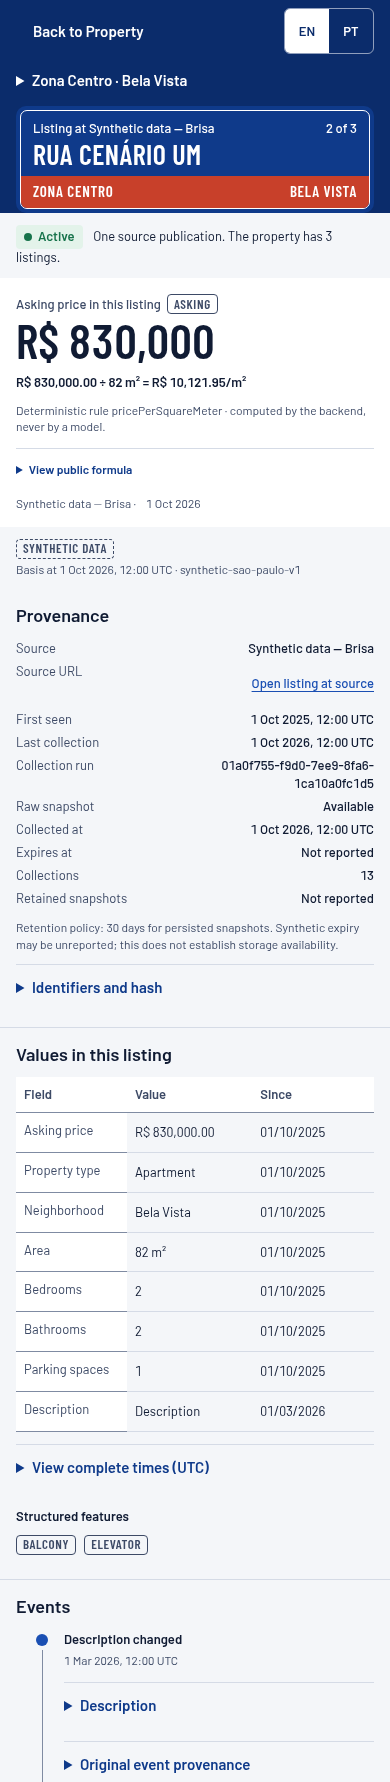 Back to Property
EN PT
Zona Centro · Bela Vista
Listing at Synthetic data — Brisa 2 of 3
RUA CENÁRIO UM
ZONA CENTRO BELA VISTA
Active One source publication. The property has 3
listings.
Asking price in this listing ASKING
R$ 830,000
R$ 830,000.00 ÷ 82 m² = R$ 10,121.95/m²
Deterministic rule pricePerSquareMeter · computed by the backend,
never by a model.
View public formula
Synthetic data — Brisa · 1 Oct 2026
SYNTHETIC DATA
Basis at 1 Oct 2026, 12:00 UTC · synthetic-sao-paulo-v1
Provenance
Source Synthetic data — Brisa
Source URL Open listing at source
First seen 1 Oct 2025, 12:00 UTC
Last collection 1 Oct 2026, 12:00 UTC
Collection run 01a0f755-f9d0-7ee9-8fa6-
1ca10a0fc1d5
Raw snapshot Available
Collected at 1 Oct 2026, 12:00 UTC
Expires at Not reported
Collections 13
Retained snapshots Not reported
Retention policy: 30 days for persisted snapshots. Synthetic expiry
may be unreported; this does not establish storage availability.
Identifiers and hash
Values in this listing
Field Value Since
Asking price R$ 830,000.00 01/10/2025
Property type Apartment 01/10/2025
Neighborhood Bela Vista 01/10/2025
Area 82 m² 01/10/2025
Bedrooms 2 01/10/2025
Bathrooms 2 01/10/2025
Parking spaces 1 01/10/2025
Description Description 01/03/2026
View complete times (UTC)
Structured features
BALCONY ELEVATOR
Events
Description changed
1 Mar 2026, 12:00 UTC
Description
Original event provenance